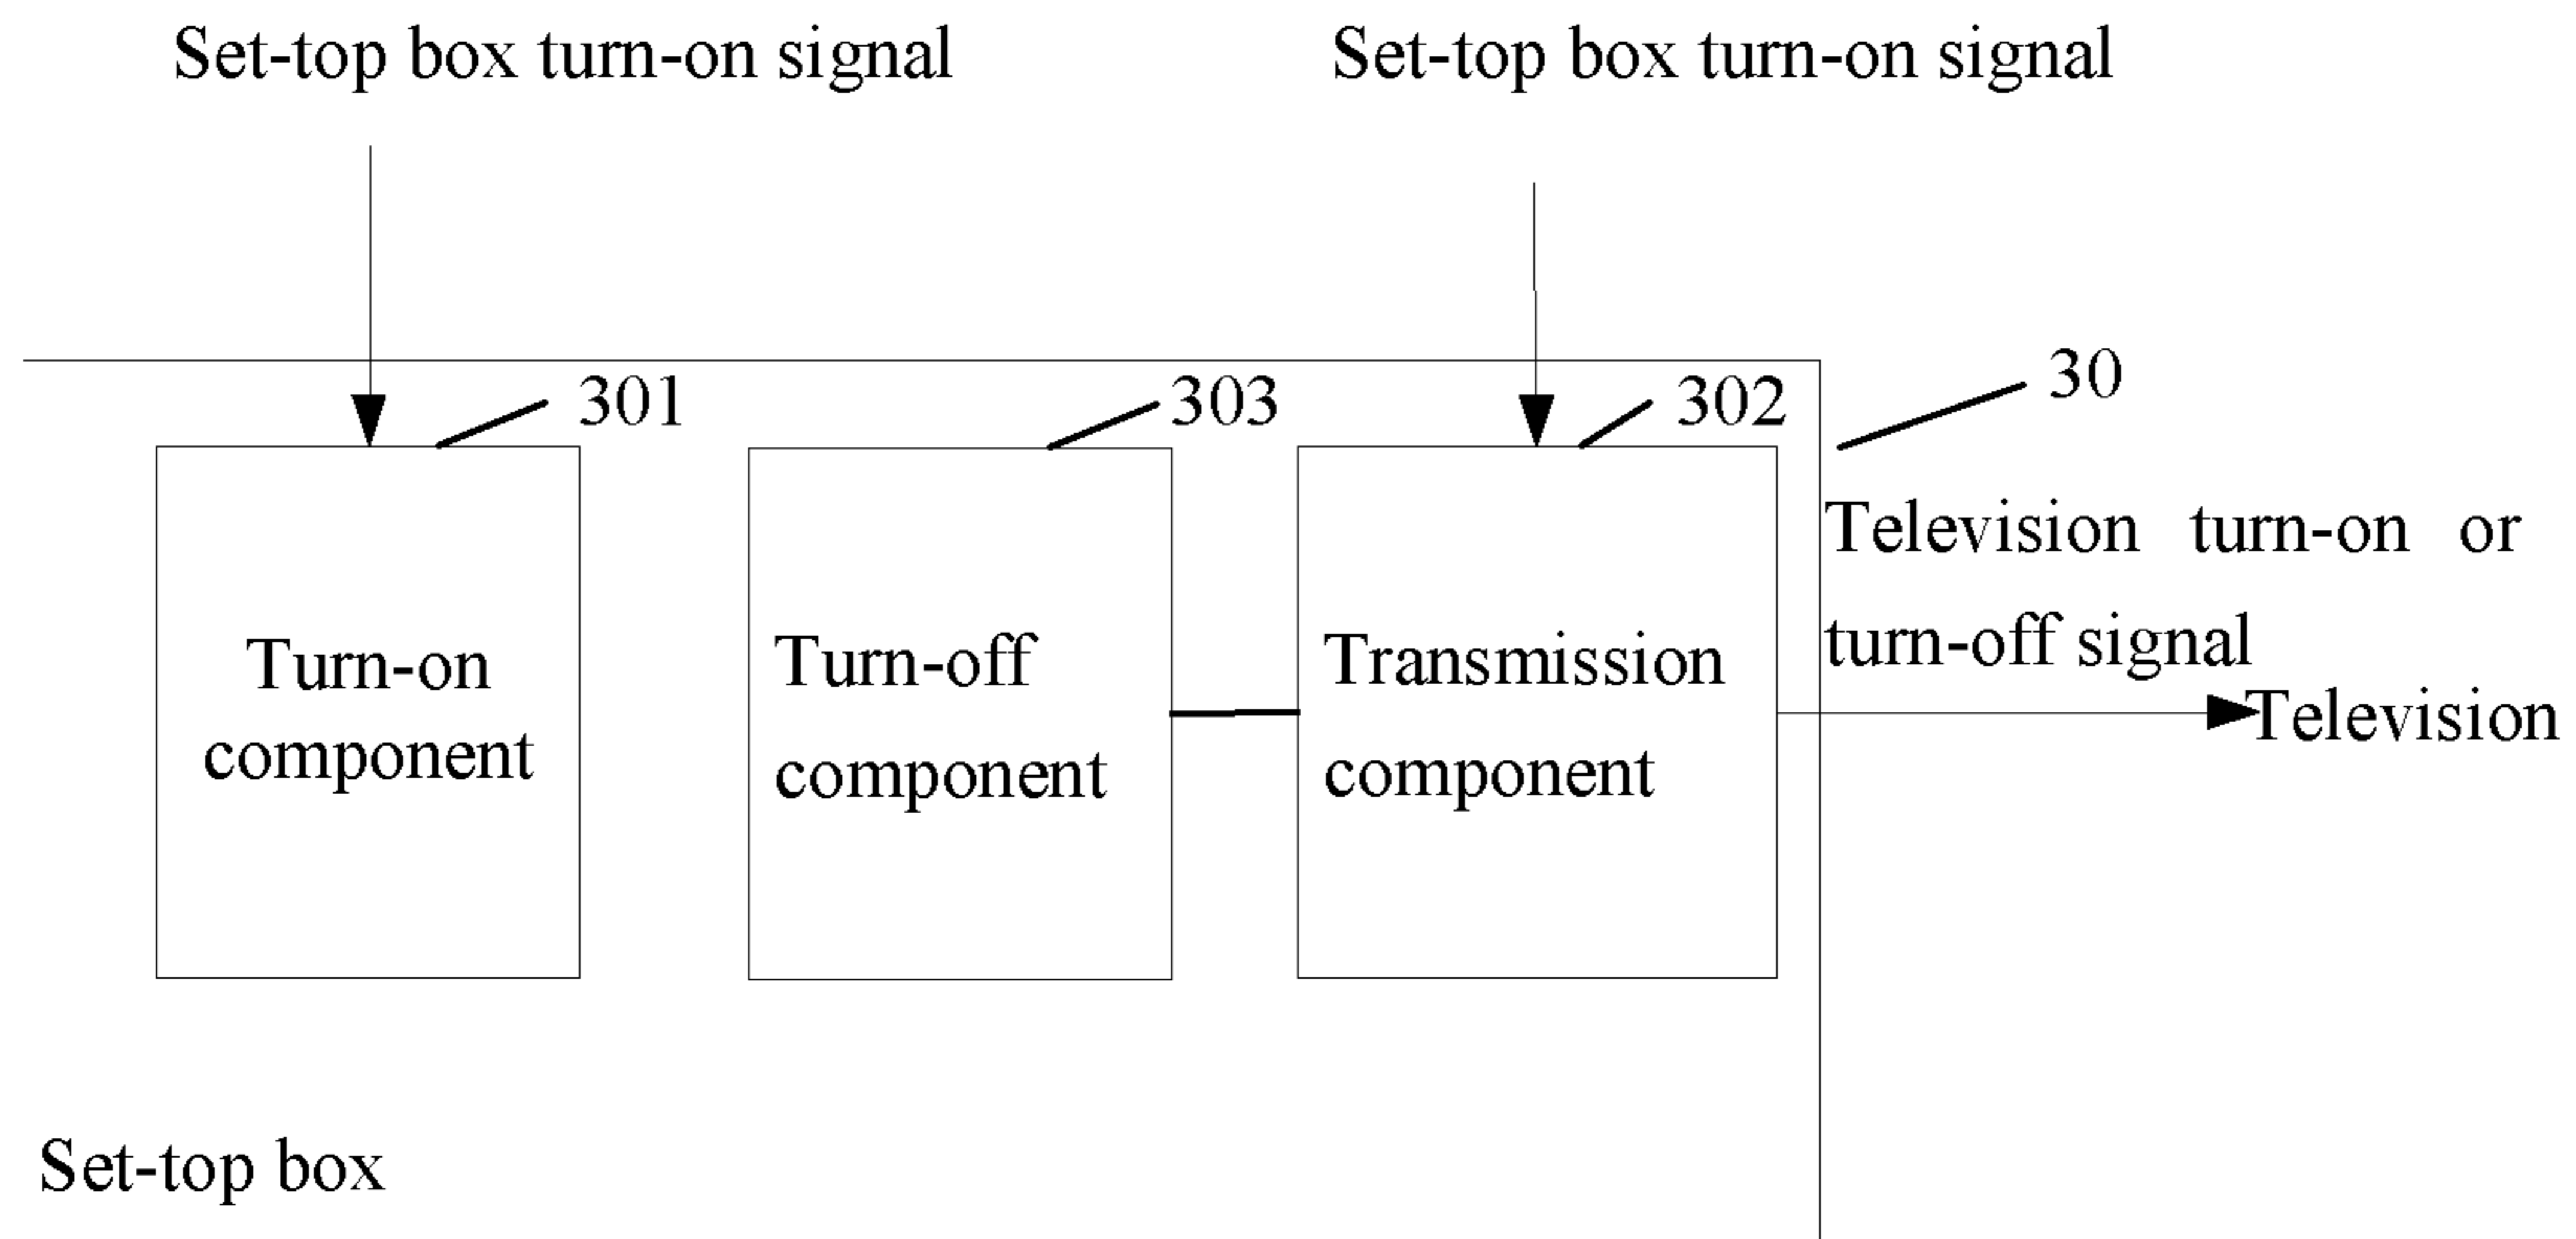 Set-top box turn-on signal
Set-top box turn-on signal
301
303
302
30
Television turn-on or
turn-off signal
Turn-on
component
Turn-off
component
Transmission
component
Television
Set-top box